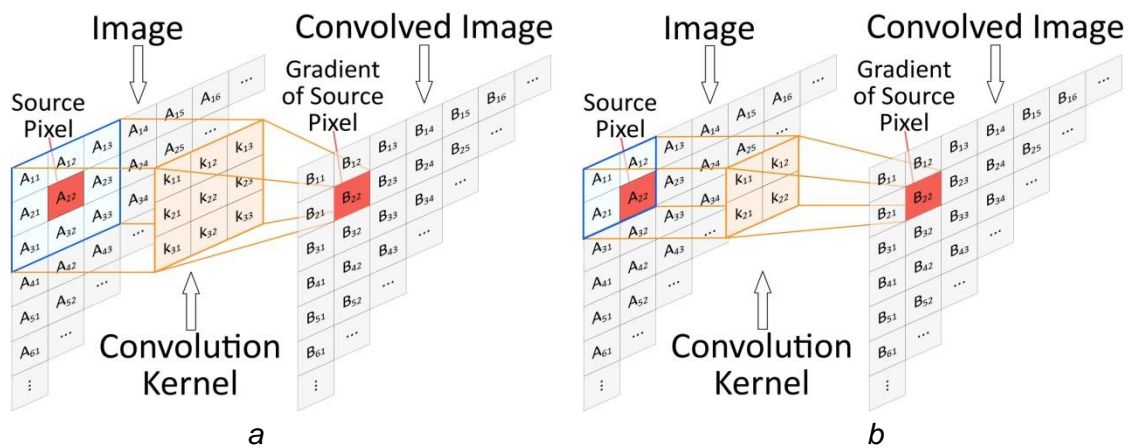 Image
Convolved Image
Source
Pixel
Gradient
of Source
Pixel
A11 A12 A13 A14 A15 A16 ...
A21 A22 A23 A24 A25 ...
A31 A32 A33 A34 ...
A41 A42 A43 ...
A51 A52 ...
A61 ...
⋮
k11 k12 k13
k21 k22 k23
k31 k32 k33
B11 B12 B13 B14 B15 B16 ...
B21 B22 B23 B24 B25 ...
B31 B32 B33 B34 ...
B41 B42 B43 ...
B51 B52 ...
B61 ...
⋮
Convolution
Kernel
a
Image
Convolved Image
Source
Pixel
Gradient
of Source
Pixel
A11 A12 A13 A14 A15 A16 ...
A21 A22 A23 A24 A25 ...
A31 A32 A33 A34 ...
A41 A42 A43 ...
A51 A52 ...
A61 ...
⋮
k11 k12
k21 k22
B11 B12 B13 B14 B15 B16 ...
B21 B22 B23 B24 B25 ...
B31 B32 B33 B34 ...
B41 B42 B43 ...
B51 B52 ...
B61 ...
⋮
Convolution
Kernel
b